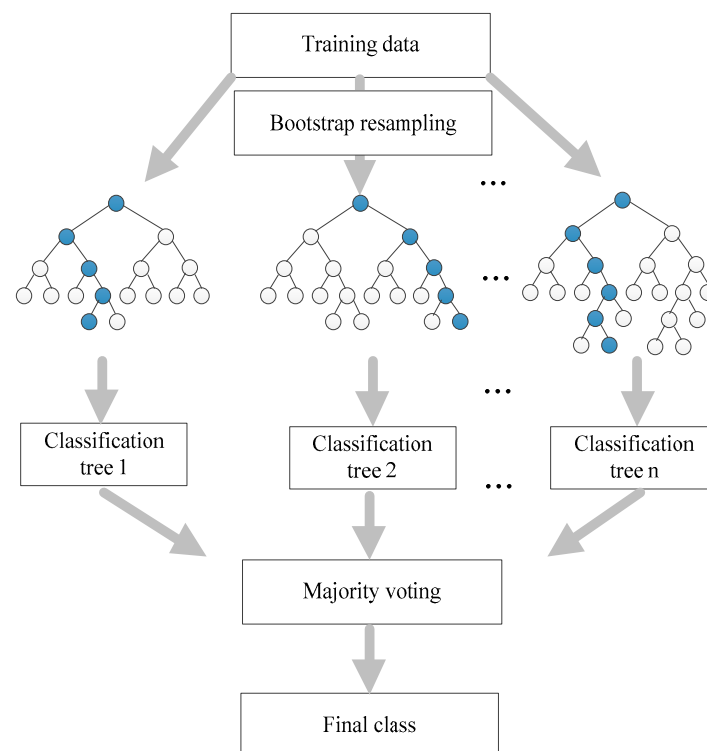 Training data
Bootstrap resampling
...
...
...
Classification
tree 1
Classification
tree 2
...
Classification
tree n
Majority voting
Final class